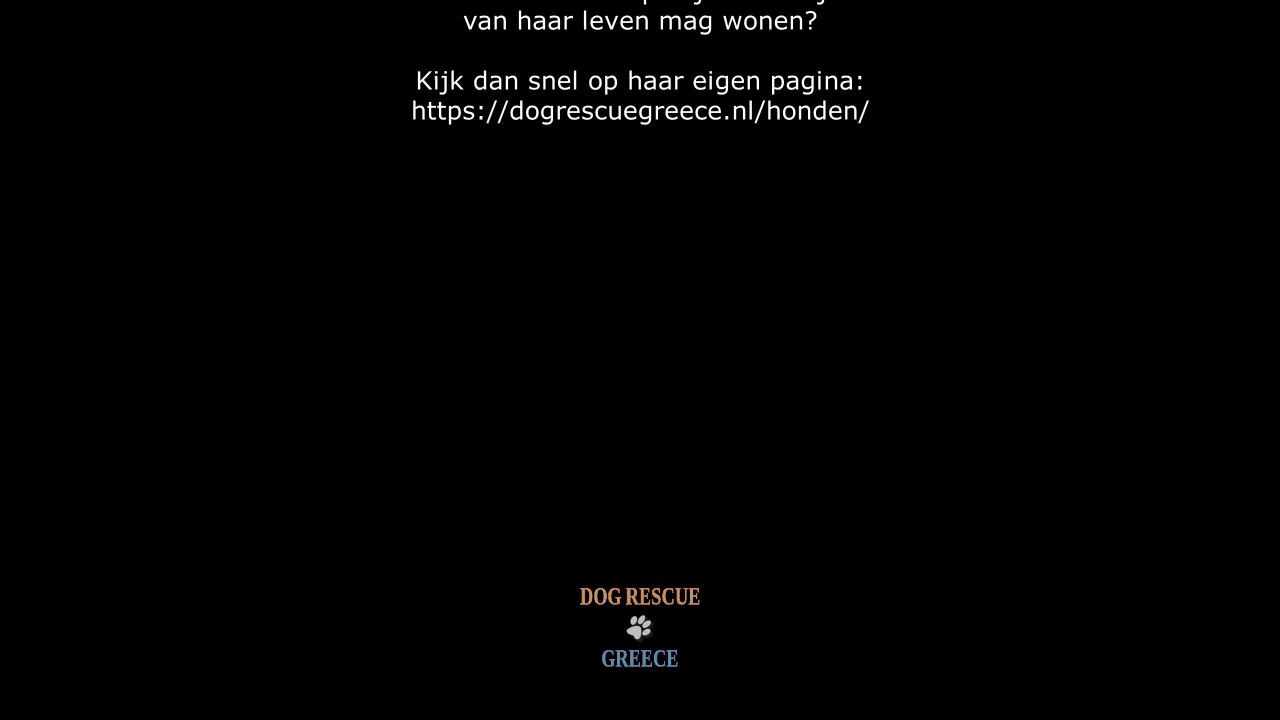 van haar leven mag wonen?
Kijk dan snel op haar eigen pagina:
https://dogrescuegreece.nl/honden/
DOG RESCUE
GREECE